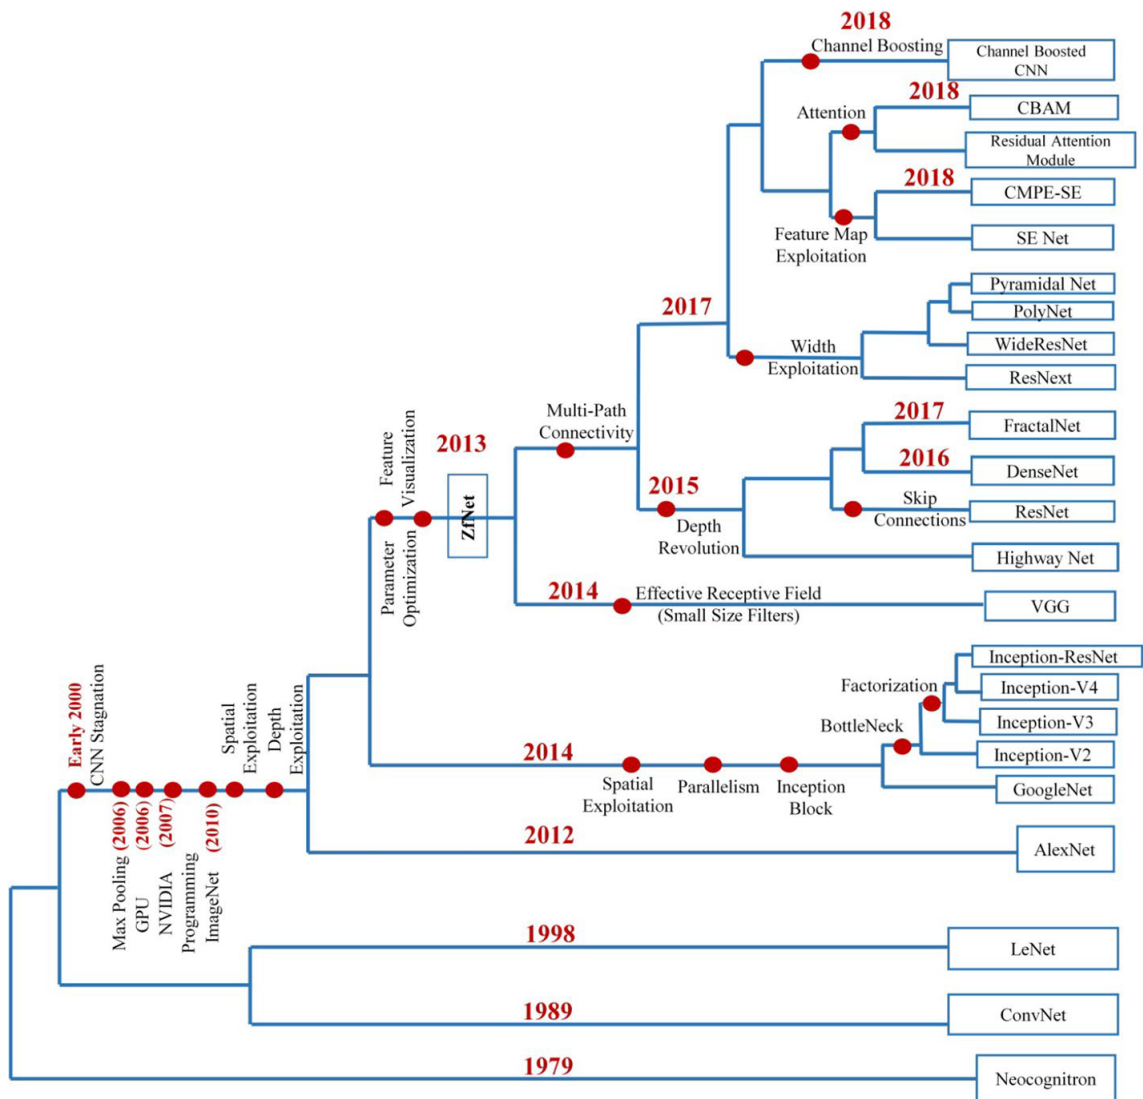 2018
Channel Boosting
Channel Boosted
CNN
2018
Attention
CBAM
Residual Attention
Module
2018
CMPE-SE
Feature Map
Exploitation
SE Net
Pyramidal Net
2017
PolyNet
Width
Exploitation
WideResNet
ResNext
2017
Multi-Path
Connectivity
FractalNet
2013
Feature
Visualization
2016
DenseNet
2015
Skip
Connections
ResNet
ZfNet
Depth
Revolution
Highway Net
Parameter
Optimization
2014
Effective Receptive Field
(Small Size Filters)
VGG
Inception-ResNet
Factorization
Inception-V4
BottleNeck
Inception-V3
Early 2000
CNN Stagnation
Spatial
Exploitation
Depth
Exploitation
2014
Inception-V2
Spatial
Exploitation
Parallelism
Inception
Block
GoogleNet
Max Pooling (2006)
GPU (2006)
NVIDIA (2007)
Programming
ImageNet (2010)
2012
AlexNet
1998
LeNet
1989
ConvNet
1979
Neocognitron